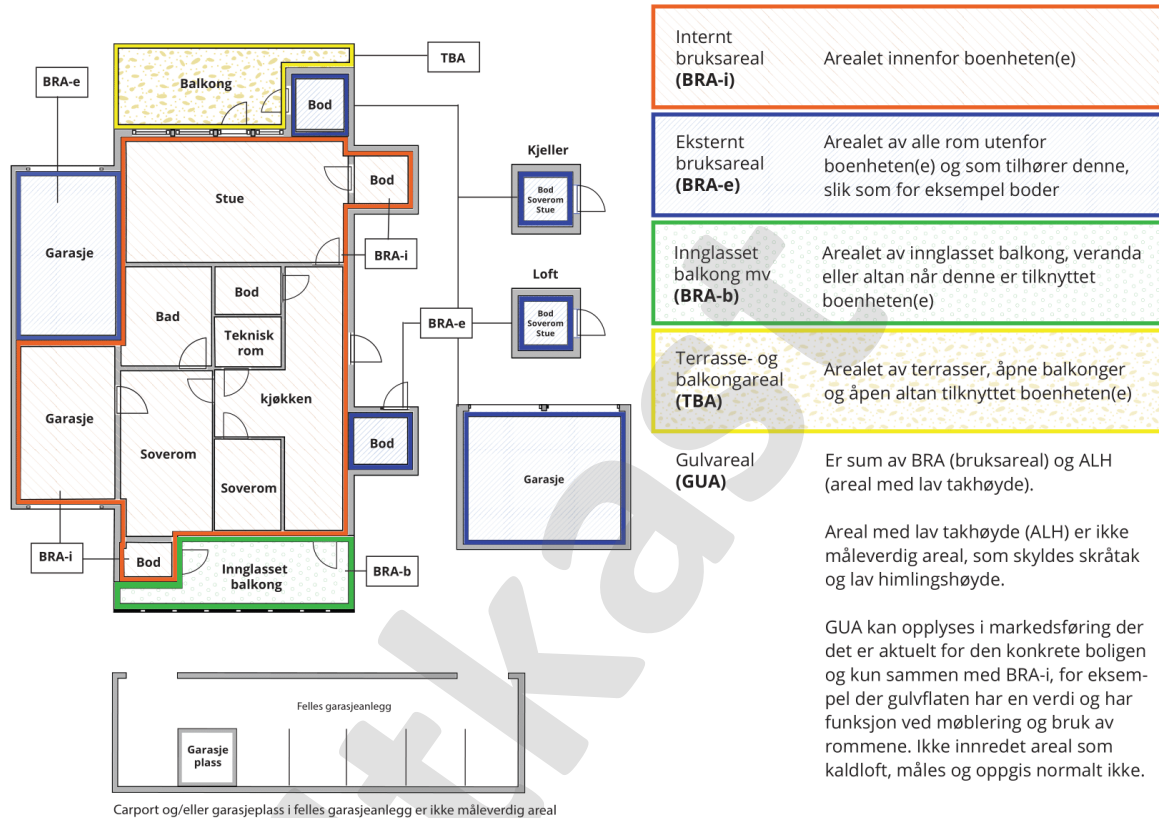 TBA
BRA-e
Balkong
Bod
Stue
Bod
Garasje
BRA-i
Bad
Bod
Teknisk
rom
kjøkken
Garasje
Soverom
Soverom
Bod
BRA-i
Bod
Innglasset
balkong
BRA-b
BRA-e
Kjeller
Bod
Soverom
Stue
Loft
Bod
Soverom
Stue
Garasje
Felles garasjeanlegg
Garasje
plass
Carport og/eller garasjeplass i felles garasjeanlegg er ikke måleverdig areal
Internt
bruksareal
(BRA-i)
Arealet innenfor boenheten(e)
Eksternt
bruksareal
(BRA-e)
Arealet av alle rom utenfor
boenheten(e) og som tilhører denne,
slik som for eksempel boder
Innglasset
balkong mv
(BRA-b)
Arealet av innglasset balkong, veranda
eller altan når denne er tilknyttet
boenheten(e)
Terrasse- og
balkongareal
(TBA)
Arealet av terrasser, åpne balkonger
og åpen altan tilknyttet boenheten(e)
Gulvareal
(GUA)
Er sum av BRA (bruksareal) og ALH
(areal med lav takhøyde).
Areal med lav takhøyde (ALH) er ikke
måleverdig areal, som skyldes skråtak
og lav himlingshøyde.
GUA kan opplyses i markedsføring der
det er aktuelt for den konkrete boligen
og kun sammen med BRA-i, for eksem-
pel der gulvflaten har en verdi og har
funksjon ved møblering og bruk av
rommene. Ikke innredet areal som
kaldloft, måles og oppgis normalt ikke.
tkast